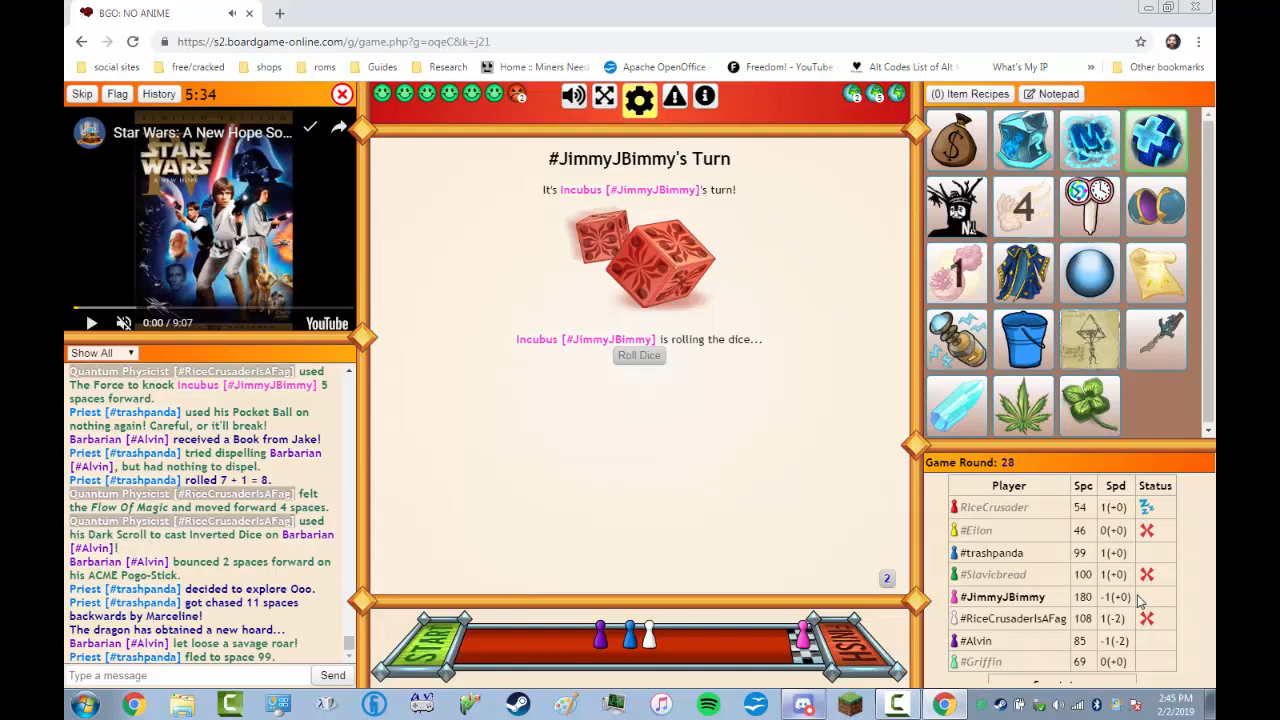 BGO: NO ANIME
https://s2.boardgame-online.com/g/game.php?g=oqeC&k=j21
social sites
free/cracked
shops
roms
Guides
Research
Home :: Miners Need
Apache OpenOffice -
Freedom! - YouTube
Alt Codes List of Alt
What's My IP
»
Other bookmarks
Skip
Flag
History
5:34
Star Wars: A New Hope So...
STAR WARS
A NEW HOPE
0:00 / 9:07
YouTube
Show All
Quantum Physicist [#RiceCrusaderIsAFag] used
The Force to knock Incubus [#JimmyJBimmy] 5
spaces forward.
Priest [#trashpanda] used his Pocket Ball on
nothing again! Careful, or it'll break!
Barbarian [#Alvin] received a Book from Jake!
Priest [#trashpanda] tried dispelling Barbarian
[#Alvin], but had nothing to dispel.
Priest [#trashpanda] rolled 7 + 1 = 8.
Quantum Physicist [#RiceCrusaderIsAFag] felt
the Flow Of Magic and moved forward 4 spaces.
Quantum Physicist [#RiceCrusaderIsAFag] used
his Dark Scroll to cast Inverted Dice on Barbarian
[#Alvin]!
Barbarian [#Alvin] bounced 2 spaces forward on
his ACME Pogo-Stick.
Priest [#trashpanda] decided to explore Ooo.
Priest [#trashpanda] got chased 11 spaces
backwards by Marceline!
The dragon has obtained a new hoard...
Barbarian [#Alvin] let loose a savage roar!
Priest [#trashpanda] fled to space 99.
Type a message
Send
2
2
5
#JimmyJBimmy's Turn
It's Incubus [#JimmyJBimmy]'s turn!
Incubus [#JimmyJBimmy] is rolling the dice...
Roll Dice
2
START
FINISH
(0) Item Recipes
Notepad
M
N
4
1
Game Round: 28
Player Spc Spd Status
RiceCrusader 54 1(+0)
#Eilon 46 0(+0)
#trashpanda 99 1(+0)
#Slavicbread 100 1(+0)
#JimmyJBimmy 180 -1(+0)
#RiceCrusaderIsAFag 108 1(-2)
#Alvin 85 -1(-2)
#Griffin 69 0(+0)
2:45 PM
2/2/2019